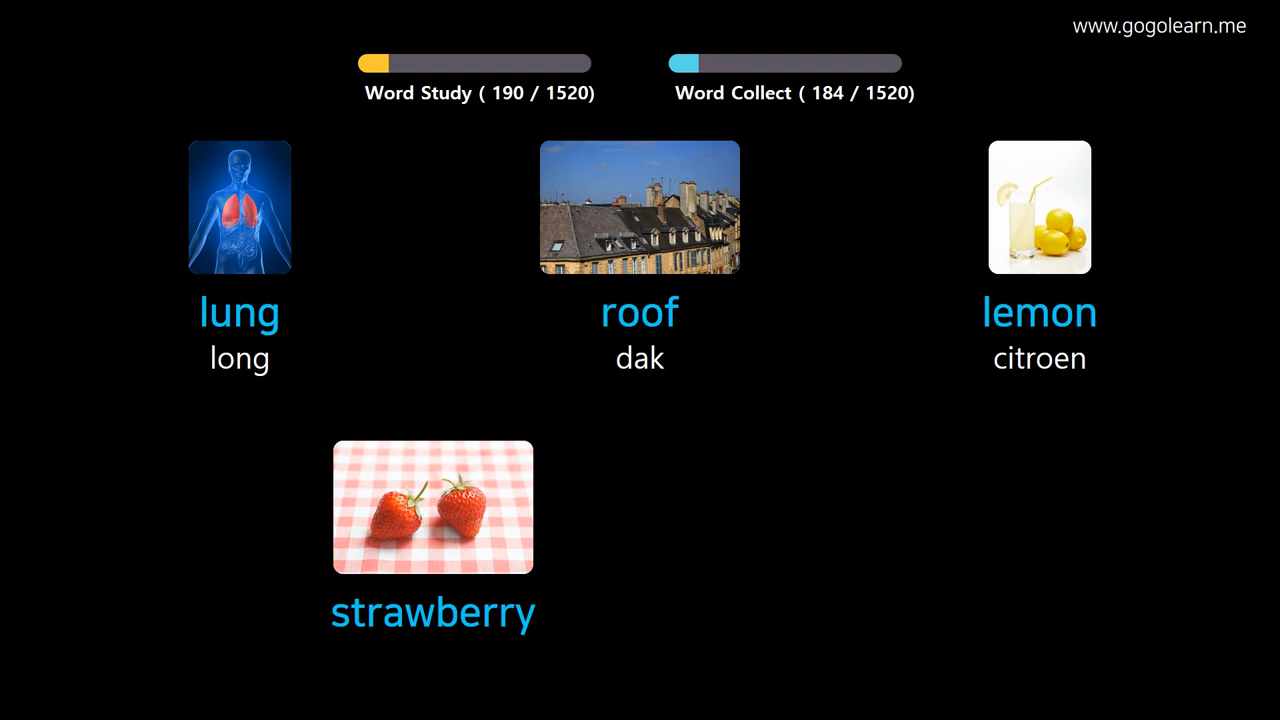 www.gogolearn.me
Word Study ( 190 / 1520)
Word Collect ( 184 / 1520)
lung
long
roof
dak
lemon
citroen
strawberry